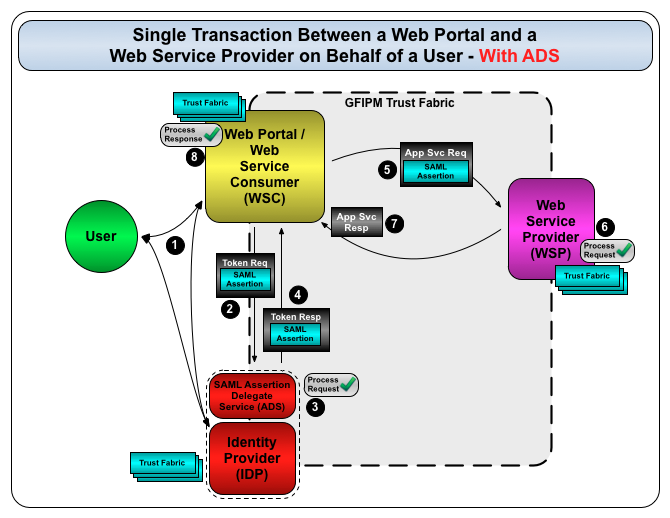 Single Transaction Between a Web Portal and a
Web Service Provider on Behalf of a User - With ADS
GFIPM Trust Fabric
Trust Fabric
Process
Response
8
Web Portal /
Web
Service
Consumer
(WSC)
App Svc Req
SAML
Assertion
5
App Svc
Resp
7
Web
Service
Provider
(WSP)
6
Process
Request
Trust Fabric
User
1
Token Req
SAML
Assertion
2
4
Token Resp
SAML
Assertion
SAML Assertion
Delegate
Service (ADS)
Process
Request
3
Identity
Provider
(IDP)
Trust Fabric